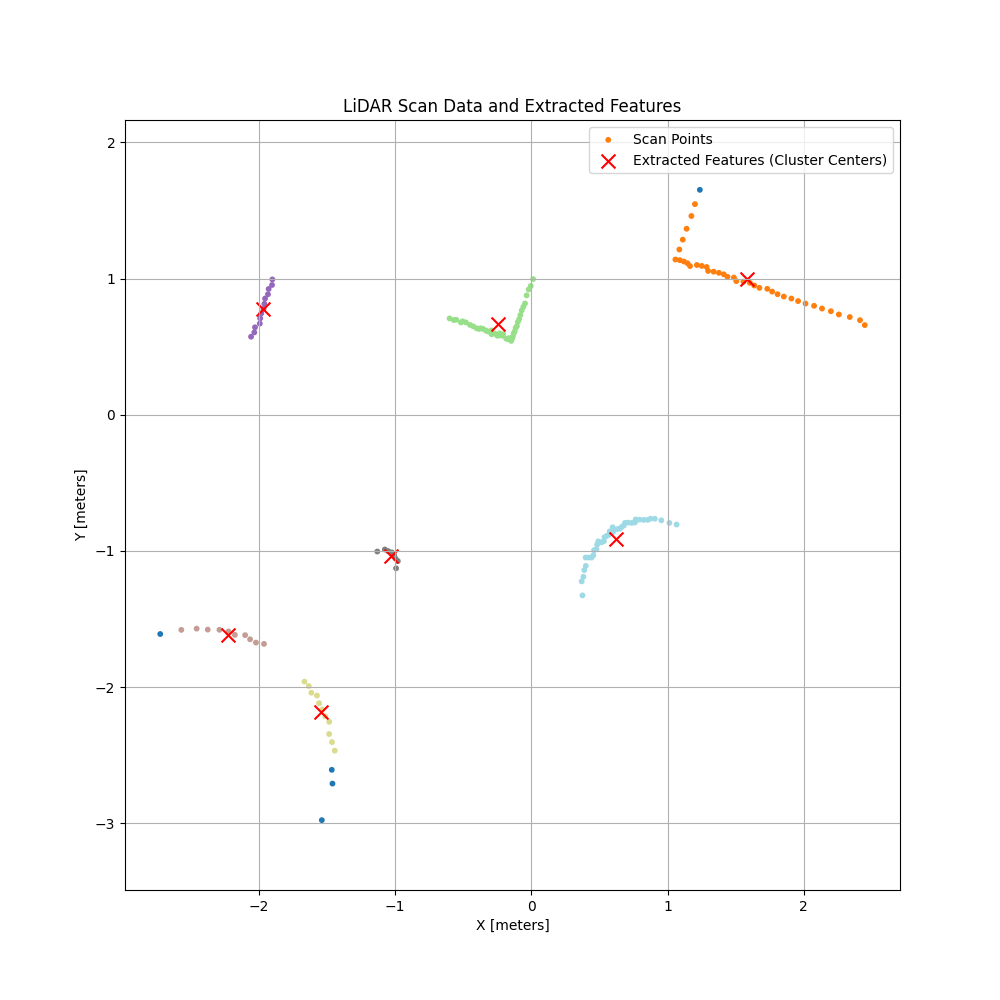 LiDAR Scan Data and Extracted Features
Scan Points
Extracted Features (Cluster Centers)
2
1
0
−1
−2
−3
Y [meters]
−2
−1
0
1
2
X [meters]